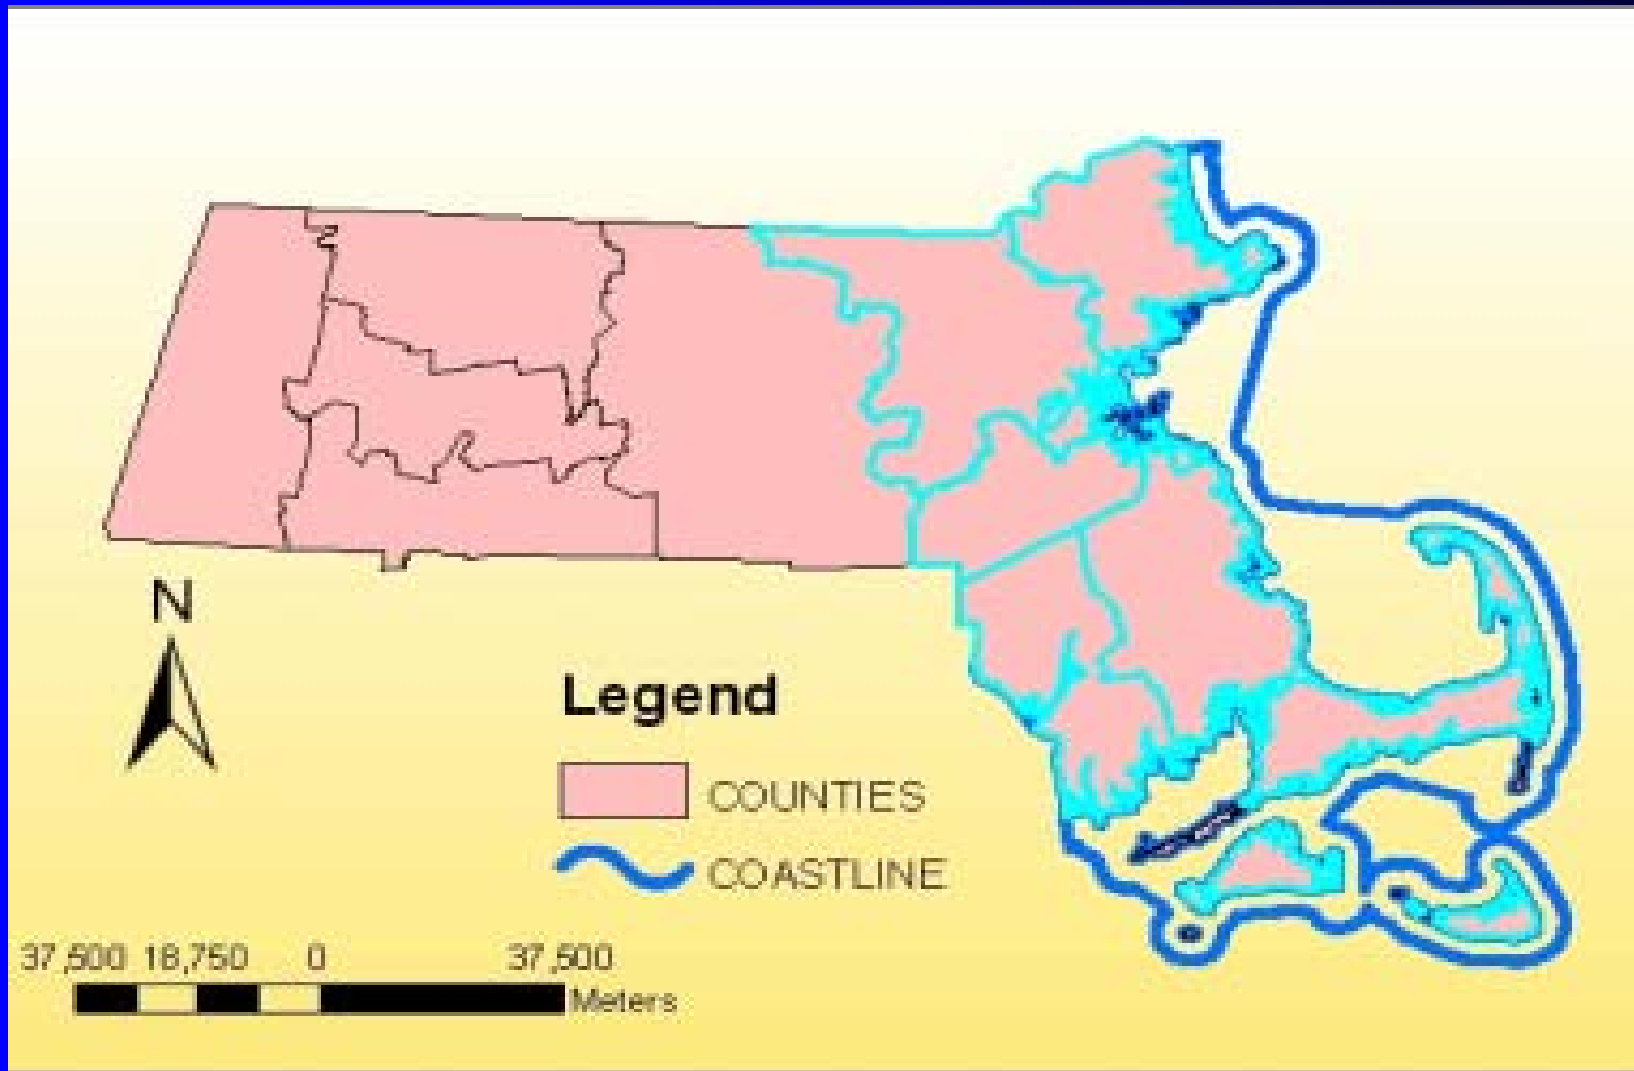 N
Legend
COUNTIES
COASTLINE
37,500 18,750 0 37,500
Meters